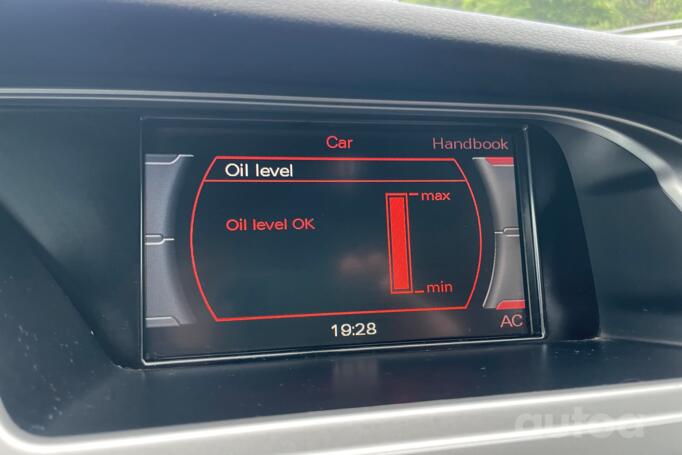 Car
Handbook
Oil level
max
Oil level OK
min
19:28
AC
autoa